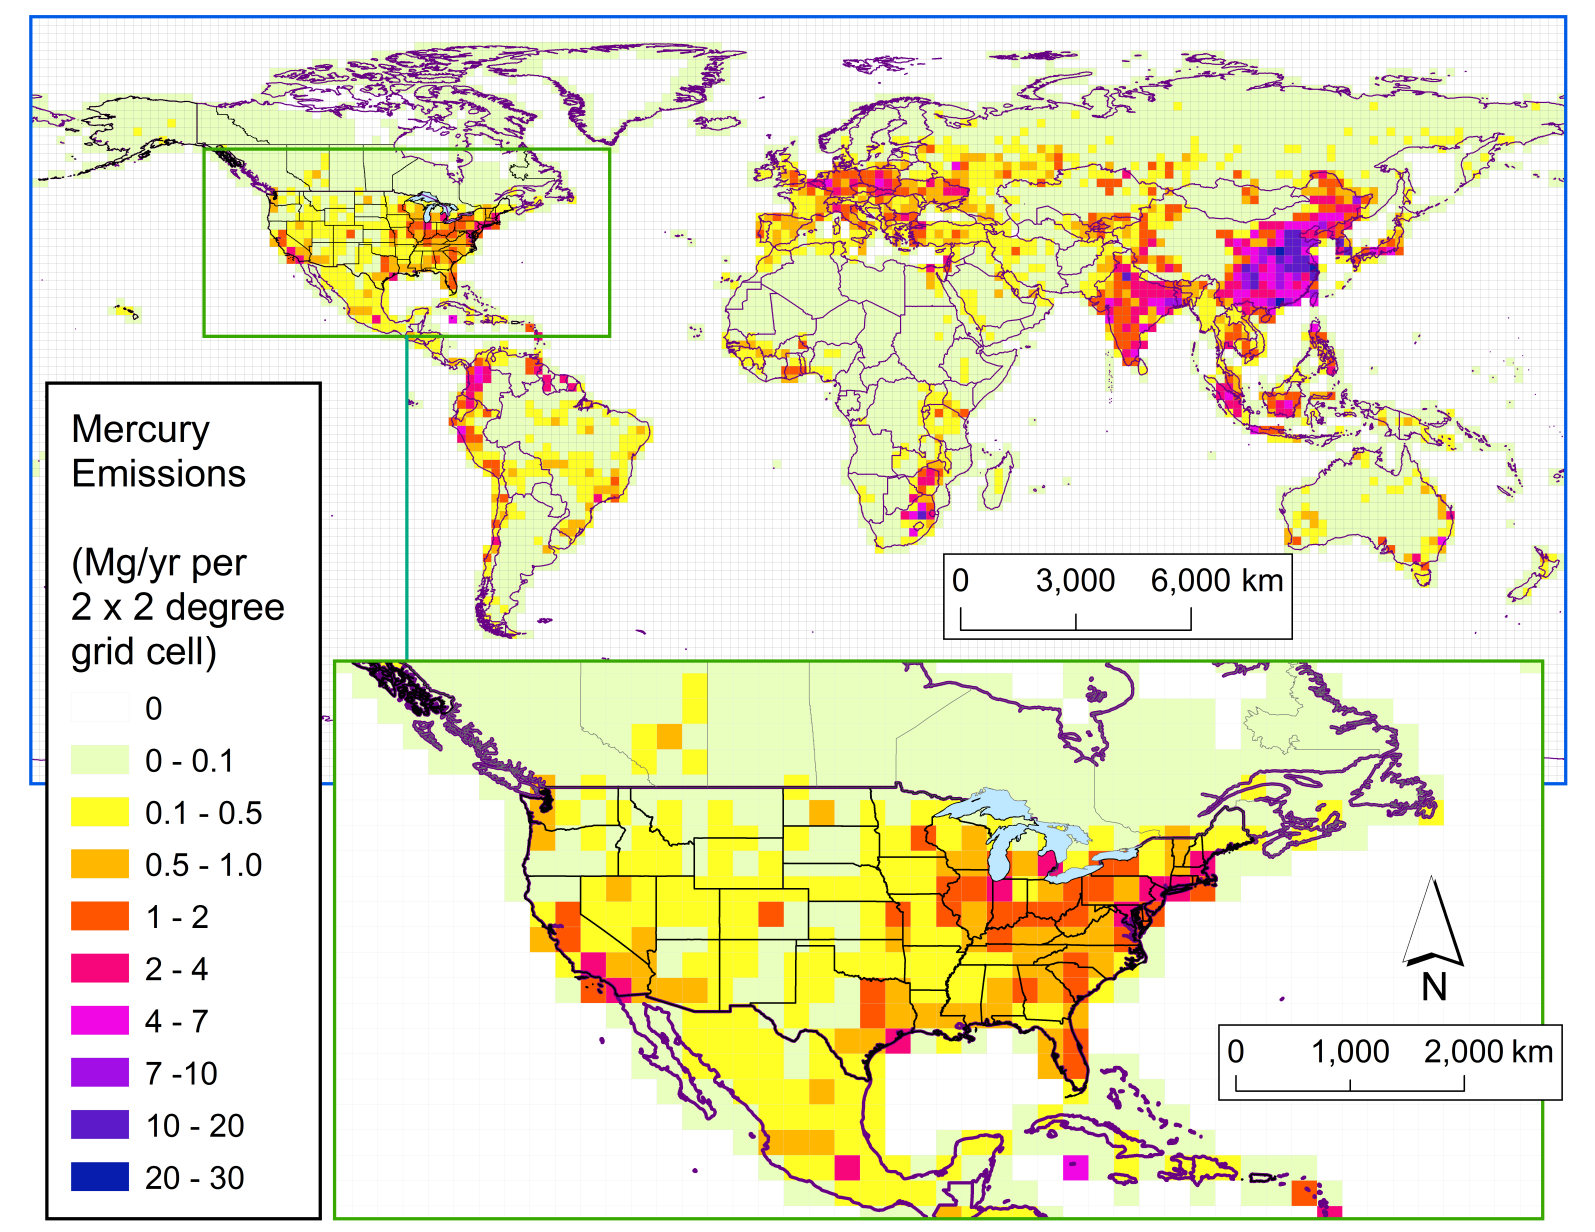 Mercury
Emissions
(Mg/yr per
2 x 2 degree
grid cell)
0
0 - 0.1
0.1 - 0.5
0.5 - 1.0
1 - 2
2 - 4
4 - 7
7 -10
10 - 20
20 - 30
0 3,000 6,000 km
N
0 1,000 2,000 km